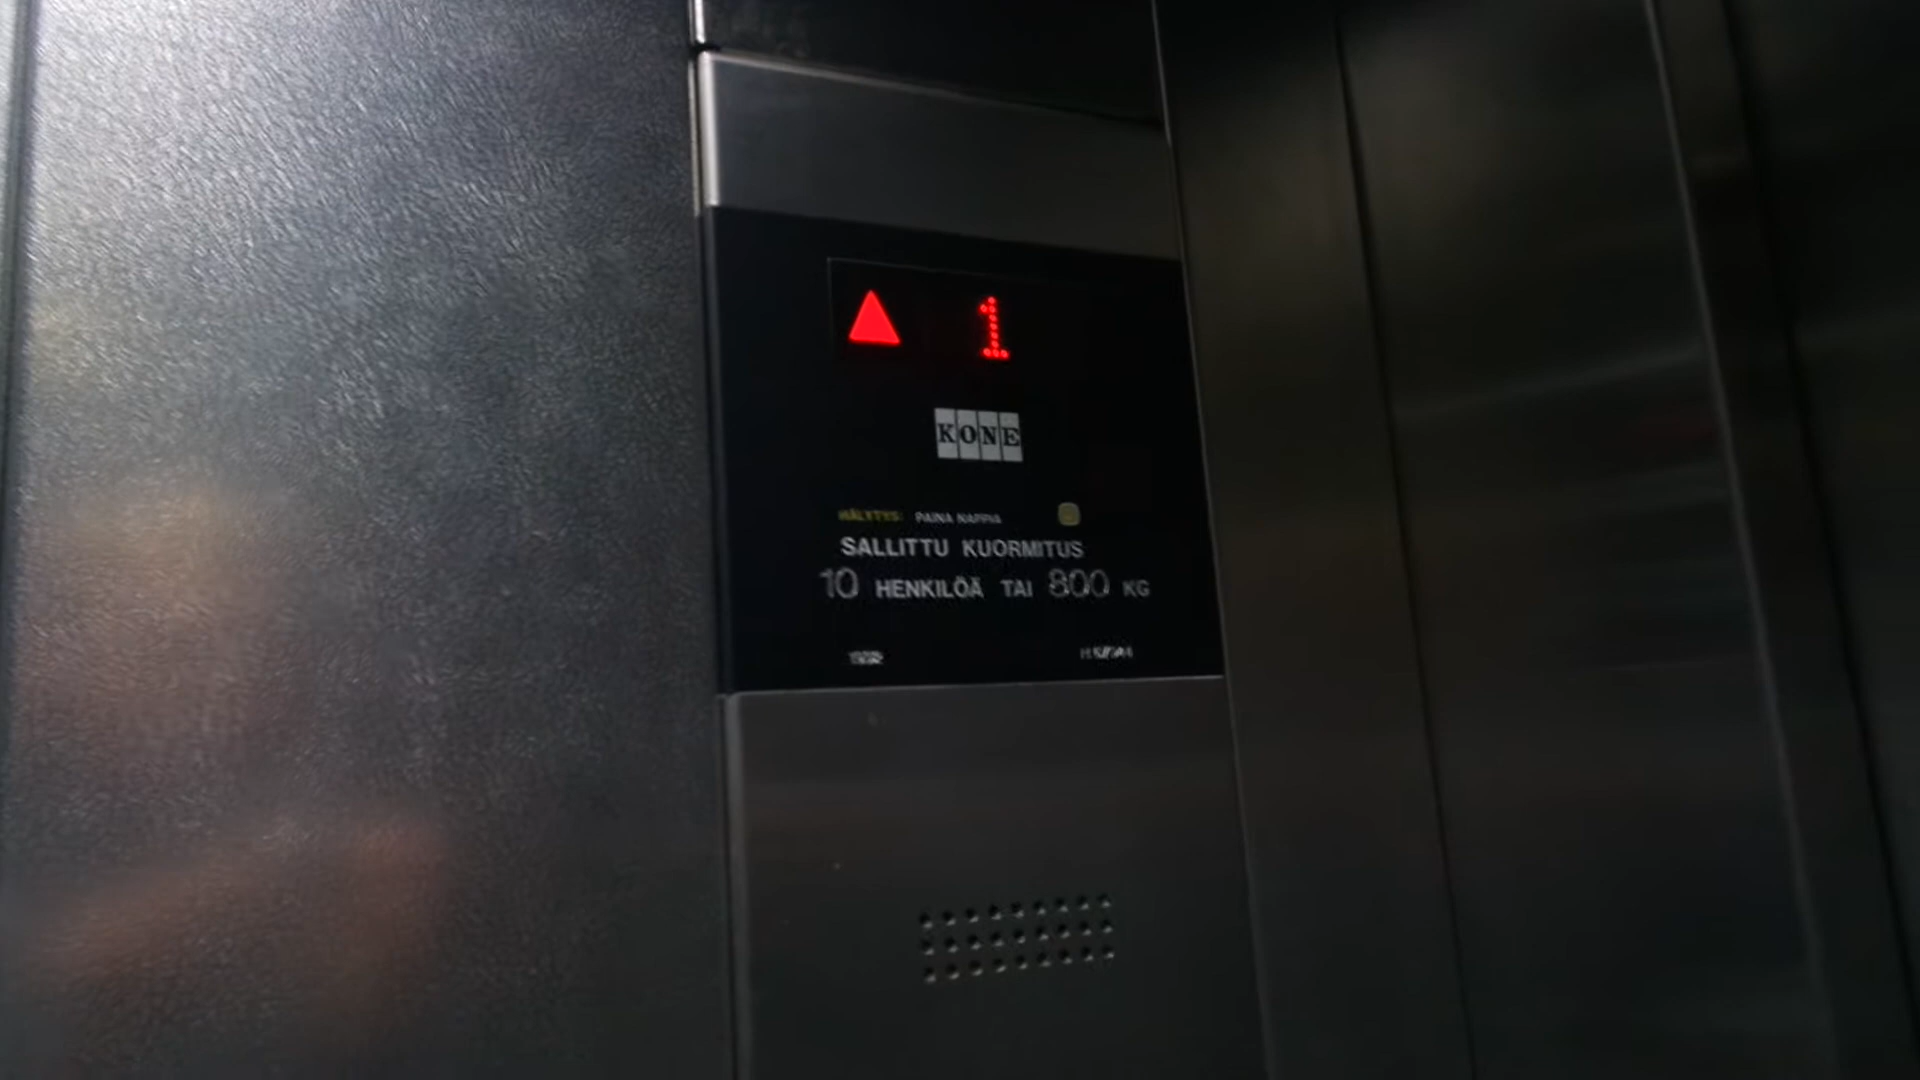 1
KONE
HÄLYTYS: PAINA NAPPIA
SALLITTU KUORMITUS
10 HENKILÖÄ TAI 800 KG